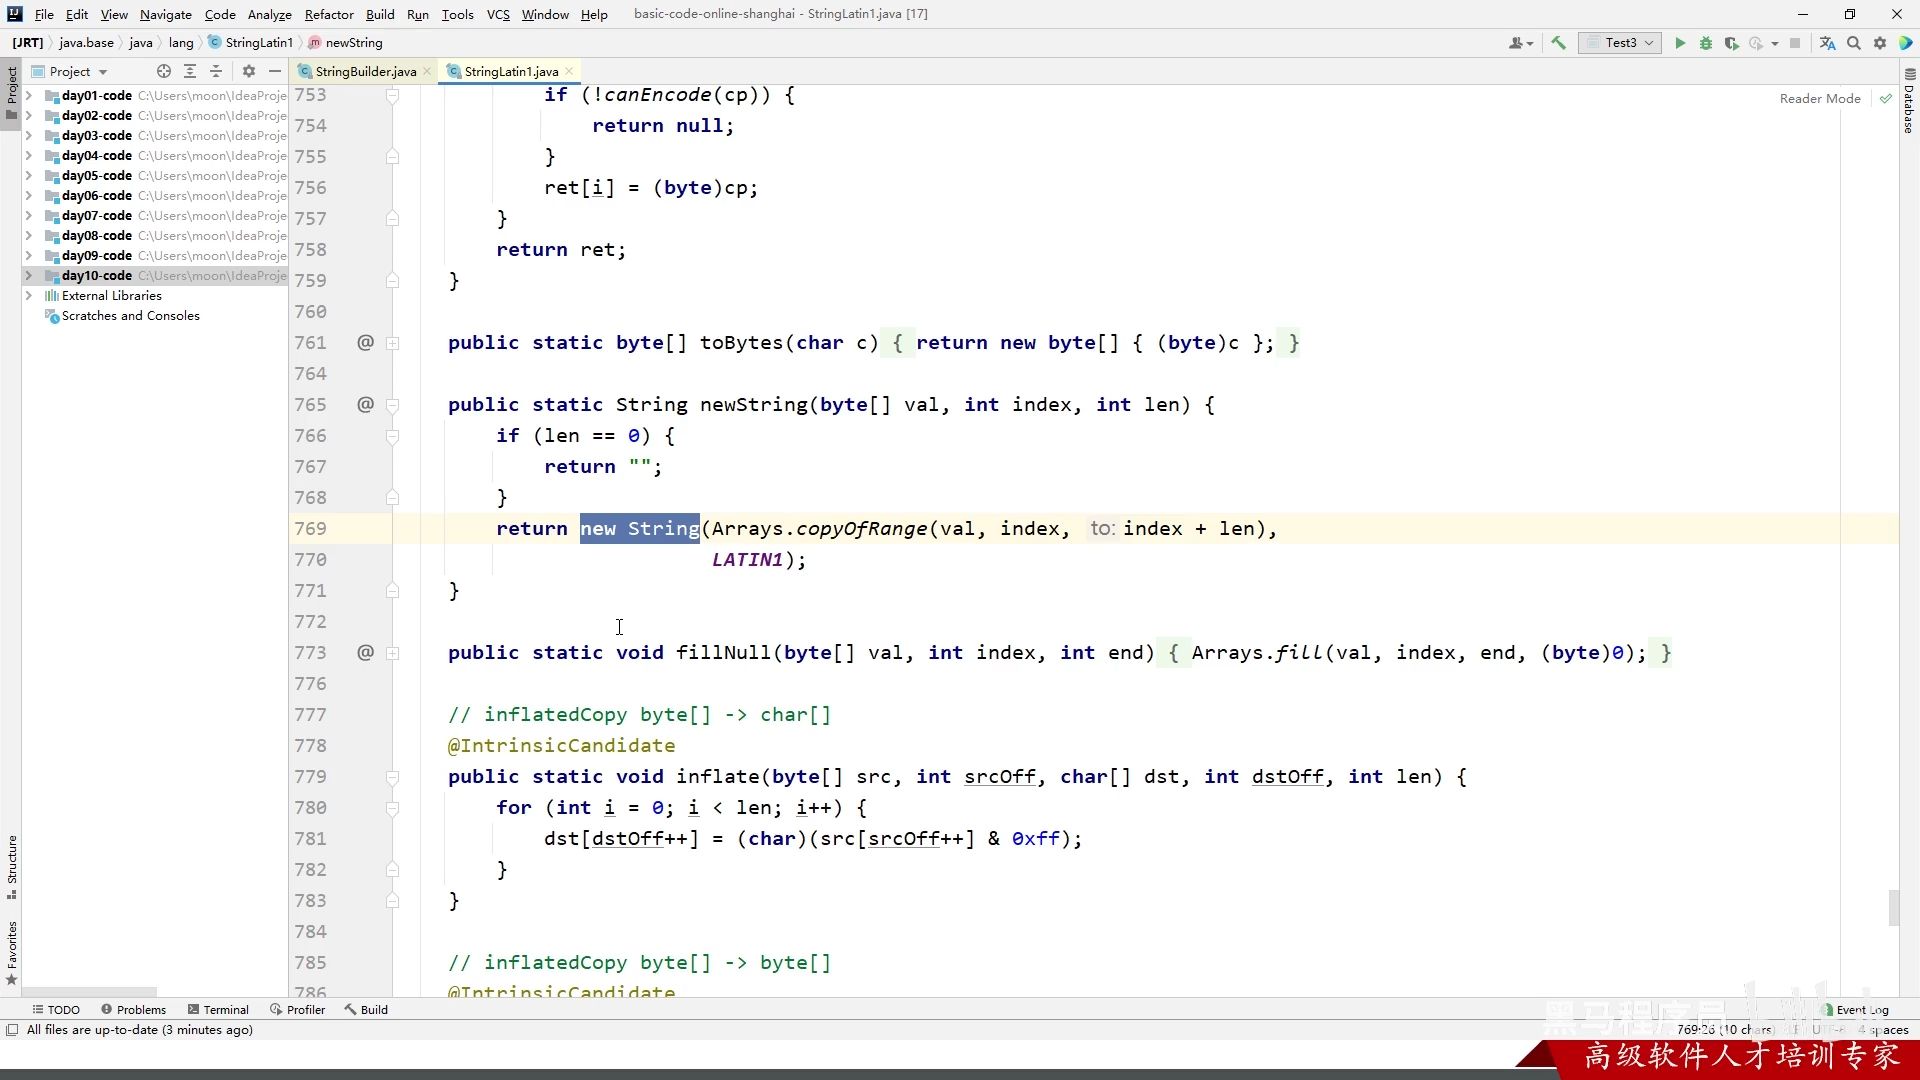 File Edit View Navigate Code Analyze Refactor Build Run Tools VCS Window Help basic-code-online-shanghai - StringLatin1.java [17]
[JRT] java.base java lang StringLatin1 newString Test3
Project StringBuilder.java StringLatin1.java
Project
Reader Mode
Database
day01-code C:\Users\moon\IdeaProje
day02-code C:\Users\moon\IdeaProje
day03-code C:\Users\moon\IdeaProje
day04-code C:\Users\moon\IdeaProje
day05-code C:\Users\moon\IdeaProje
day06-code C:\Users\moon\IdeaProje
day07-code C:\Users\moon\IdeaProje
day08-code C:\Users\moon\IdeaProje
day09-code C:\Users\moon\IdeaProje
day10-code C:\Users\moon\IdeaProje
External Libraries
Scratches and Consoles
753 if (!canEncode(cp)) {
754 return null;
755 }
756 ret[i] = (byte)cp;
757 }
758 return ret;
759 }
760
761 @ public static byte[] toBytes(char c) { return new byte[] { (byte)c }; }
764
765 @ public static String newString(byte[] val, int index, int len) {
766 if (len == 0) {
767 return "";
768 }
769 return new String(Arrays.copyOfRange(val, index, to: index + len),
770 LATIN1);
771 }
772
773 @ public static void fillNull(byte[] val, int index, int end) { Arrays.fill(val, index, end, (byte)0); }
776
777 // inflatedCopy byte[] -> char[]
778 @IntrinsicCandidate
779 public static void inflate(byte[] src, int srcOff, char[] dst, int dstOff, int len) {
780 for (int i = 0; i < len; i++) {
781 dst[dstOff++] = (char)(src[srcOff++] & 0xff);
782 }
783 }
784
785 // inflatedCopy byte[] -> byte[]
786 @IntrinsicCandidate
Structure
Favorites
TODO Problems Terminal Profiler Build Event Log
All files are up-to-date (3 minutes ago) 769:26 (10 chars) LF UTF-8 4 spaces
黑马程序员
高级软件人才培训专家